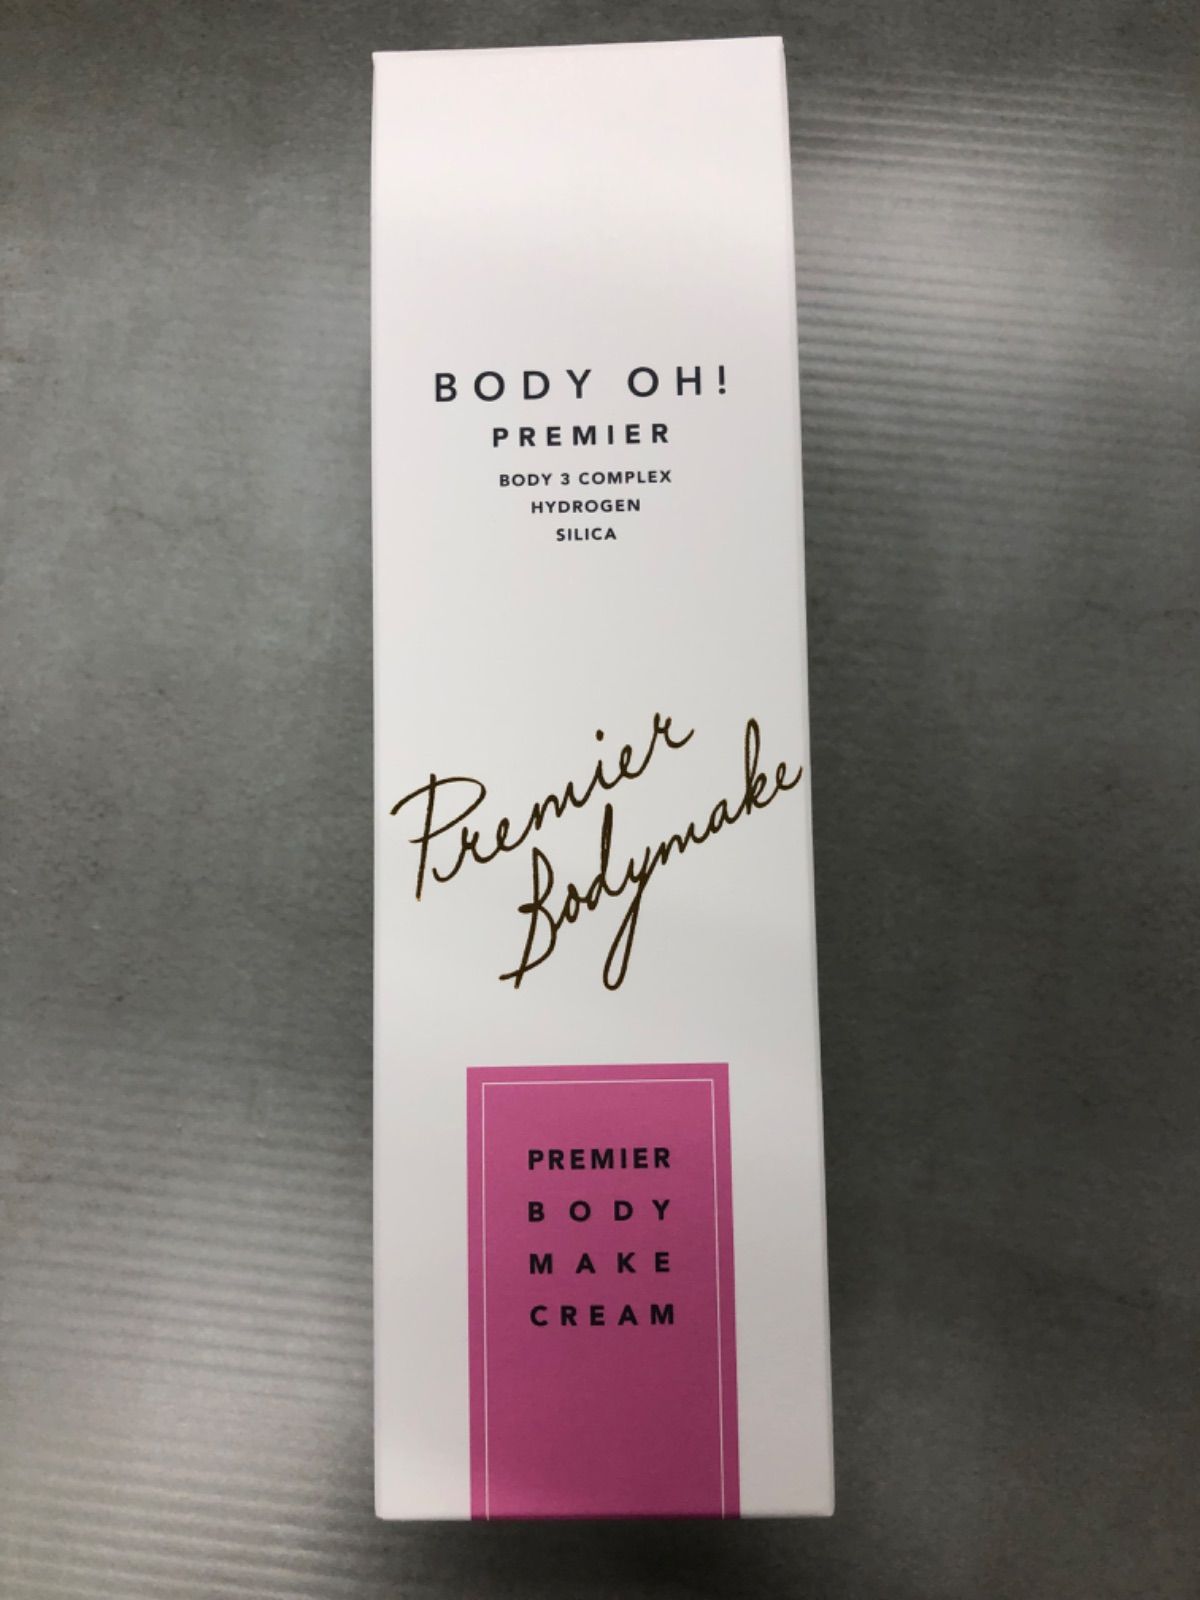 BODY OH!
PREMIER
BODY 3 COMPLEX
HYDROGEN
SILICA
Premier
Bodymake
PREMIER
BODY
MAKE
CREAM